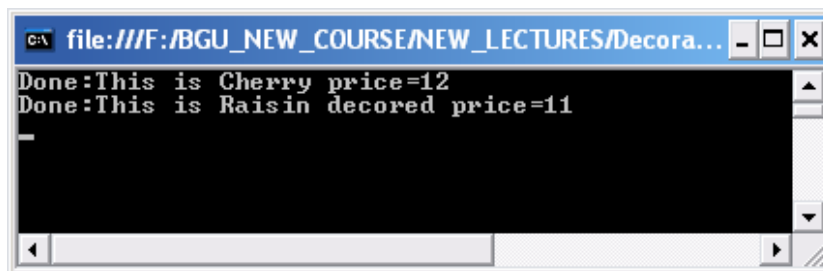 C:\ file:///F:/BGU_NEW_COURSE/NEW_LECTURES/Decora...
Done:This is Cherry price=12
Done:This is Raisin decored price=11